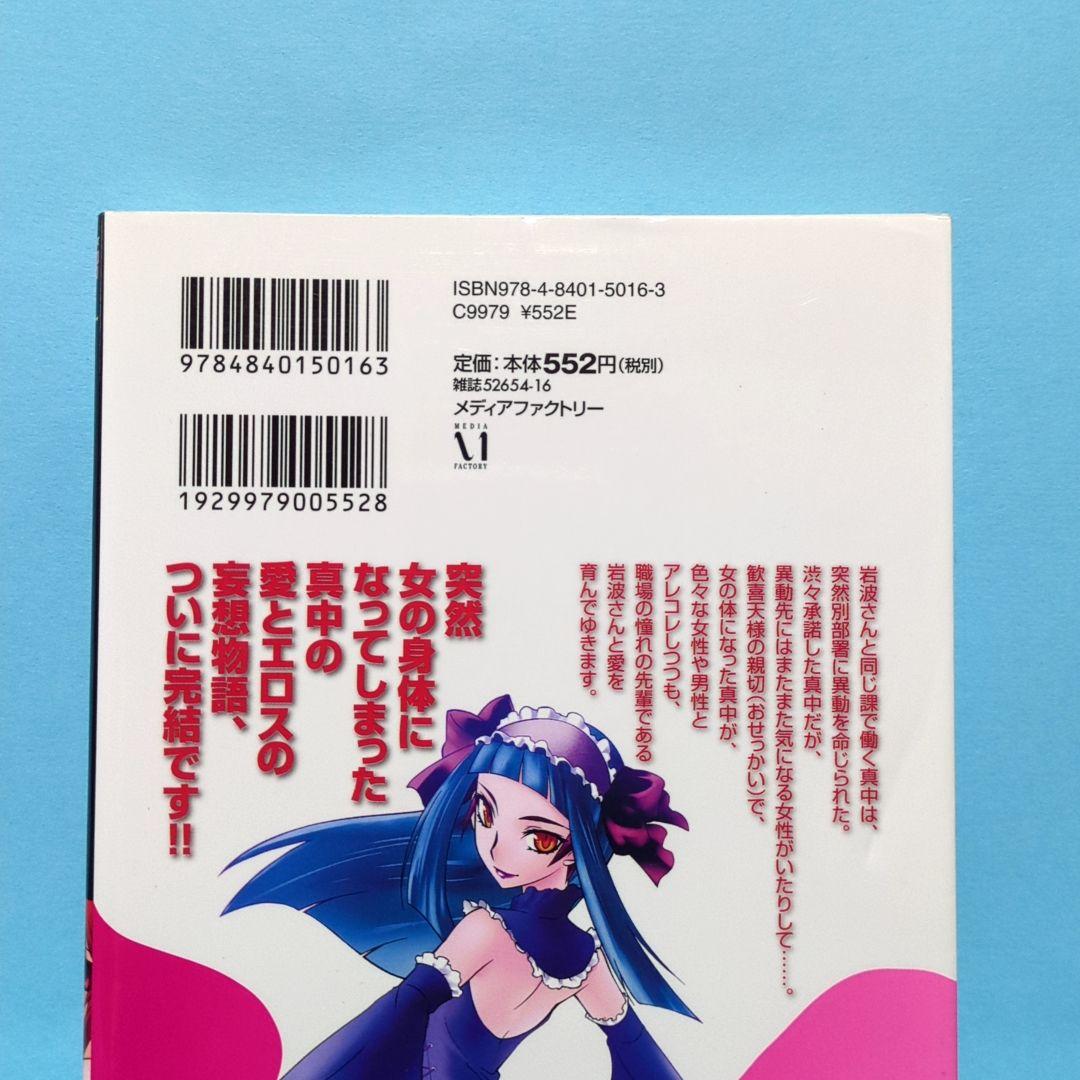 ISBN978-4-8401-5016-3
C9979 ¥552E
9784840150163
定価：本体552円(税別)
雑誌52654-16
メディアファクトリー
MEDIA
FACTORY
1929979005528
岩波さんと同じ課で働く真中は、
突然別部署に異動を命じられた。
渋々承諾した真中だが、
異動先にはまたまた気になる女性がいたりして……。
歓喜天様の親切(おせっかい)で、
女の体になった真中が、
色々な女性や男性と
アレコレしつつも、
職場の憧れの先輩である
岩波さんと愛を
育んでゆきます。
突然
女の身体に
なってしまった
真中の
愛とエロスの
妄想物語、
ついに完結です!!